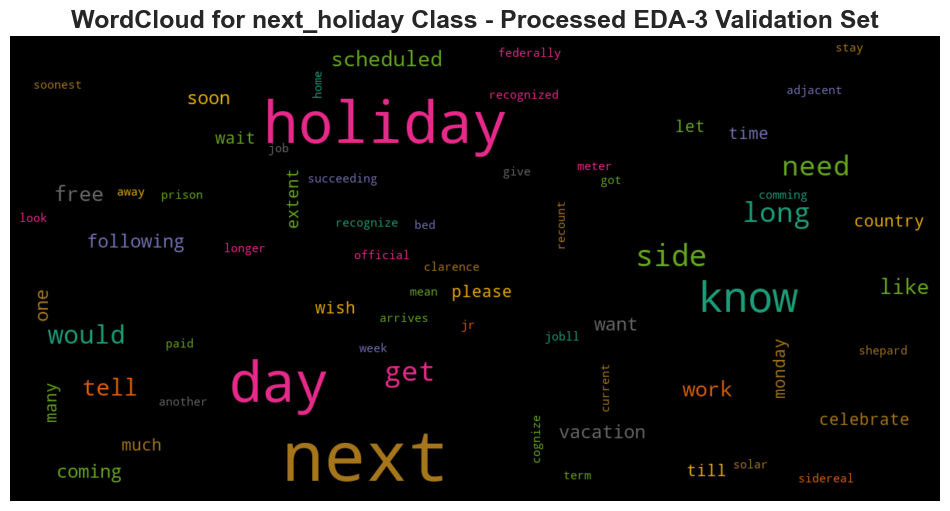 WordCloud for next_holiday Class - Processed EDA-3 Validation Set
federally
stay
scheduled
soonest
home
adjacent
recognized
soon
holiday
let
time
wait
job
need
meter
give
succeeding
got
free
away
prison
extent
comming
long
look
recognize
bed
recount
country
following
longer
official
side
clarence
know
like
one
mean
please
wish
arrives
jr
want
would
paid
week
jobll
monday
shepard
day
get
tell
work
many
another
current
celebrate
much
vacation
cognize
next
coming
till
solar
term
sidereal